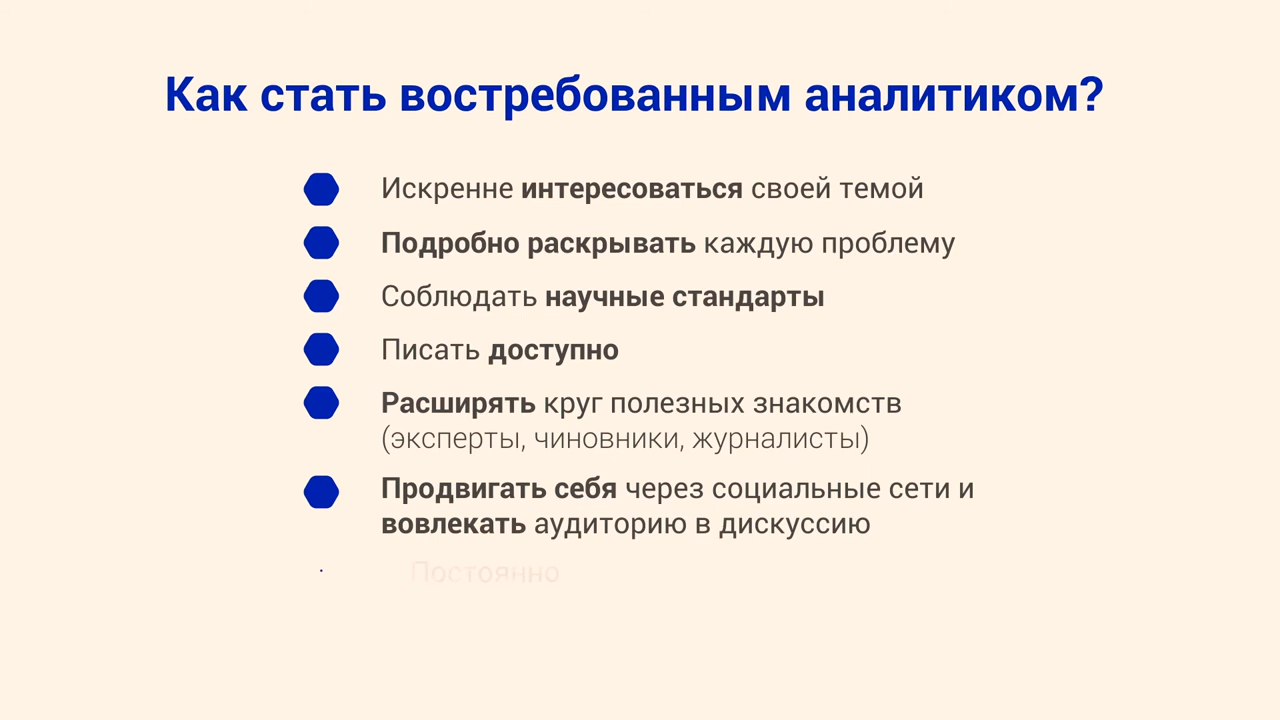 Как стать востребованным аналитиком?
Искренне интересоваться своей темой
Подробно раскрывать каждую проблему
Соблюдать научные стандарты
Писать доступно
Расширять круг полезных знакомств
(эксперты, чиновники, журналисты)
Продвигать себя через социальные сети и
вовлекать аудиторию в дискуссию
Постоянно